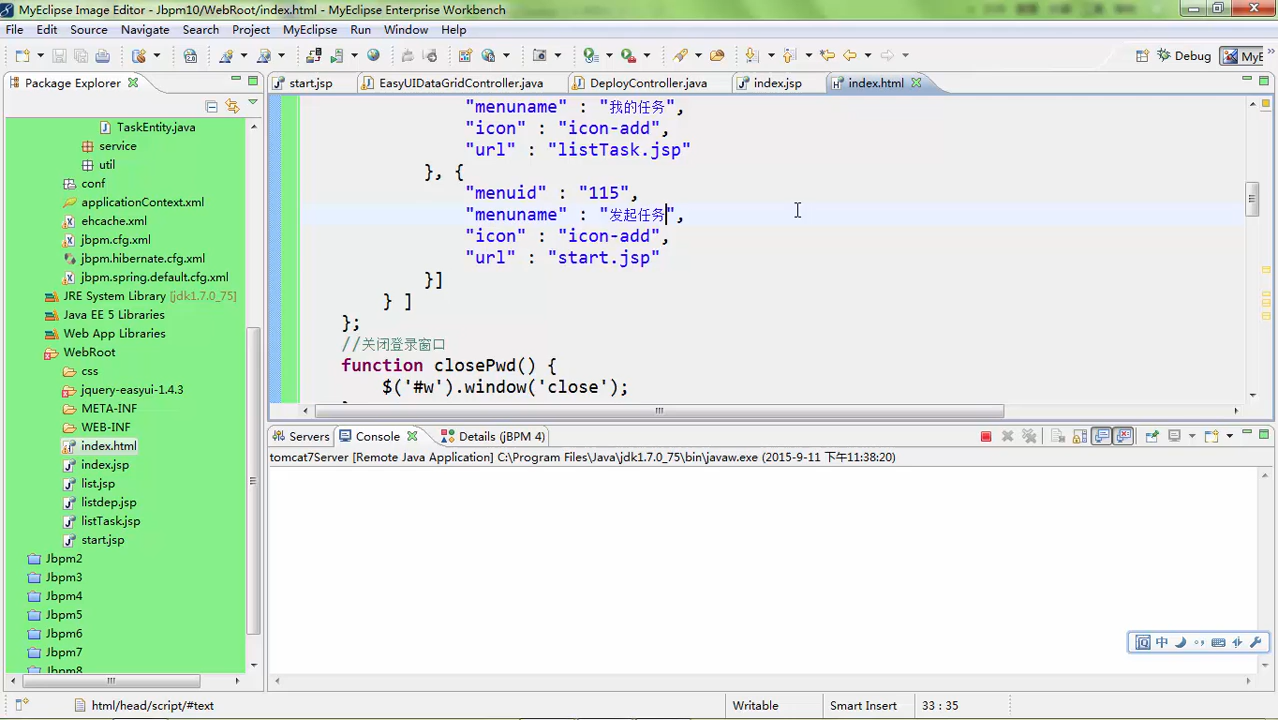 MyEclipse Image Editor - Jbpm10/WebRoot/index.html - MyEclipse Enterprise Workbench
File Edit Source Navigate Search Project MyEclipse Run Window Help
Debug MyE
Package Explorer
start.jsp EasyUIDataGridController.java DeployController.java index.jsp index.html
TaskEntity.java
service
util
conf
applicationContext.xml
ehcache.xml
jbpm.cfg.xml
jbpm.hibernate.cfg.xml
jbpm.spring.default.cfg.xml
JRE System Library [jdk1.7.0_75]
Java EE 5 Libraries
Web App Libraries
WebRoot
css
jquery-easyui-1.4.3
META-INF
WEB-INF
index.html
index.jsp
list.jsp
listdep.jsp
listTask.jsp
start.jsp
Jbpm2
Jbpm3
Jbpm4
Jbpm5
Jbpm6
Jbpm7
Jbpm8
"menuname" : "我的任务",
"icon" : "icon-add",
"url" : "listTask.jsp"
}, {
"menuid" : "115",
"menuname" : "发起任务",
"icon" : "icon-add",
"url" : "start.jsp"
}]
} ]
};
//关闭登录窗口
function closePwd() {
$('#w').window('close');
Servers Console Details (JBPM 4)
tomcat7Server [Remote Java Application] C:\Program Files\Java\jdk1.7.0_75\bin\javaw.exe (2015-9-11 下午11:38:20)
中
html/head/script/#text Writable Smart Insert 33 : 35